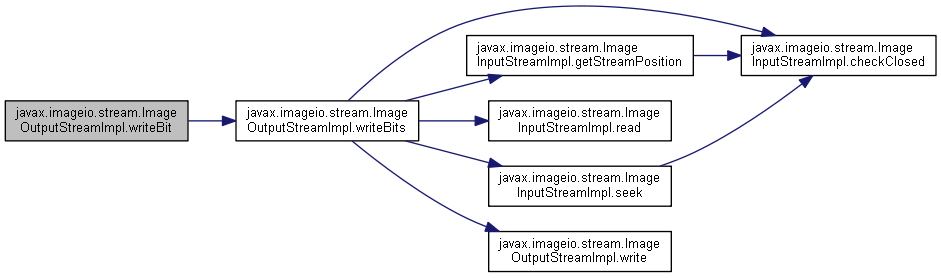 javax.imageio.stream.Image
OutputStreamImpl.writeBit
javax.imageio.stream.Image
OutputStreamImpl.writeBits
javax.imageio.stream.Image
InputStreamImpl.getStreamPosition
javax.imageio.stream.Image
InputStreamImpl.checkClosed
javax.imageio.stream.Image
InputStreamImpl.read
javax.imageio.stream.Image
InputStreamImpl.seek
javax.imageio.stream.Image
OutputStreamImpl.write